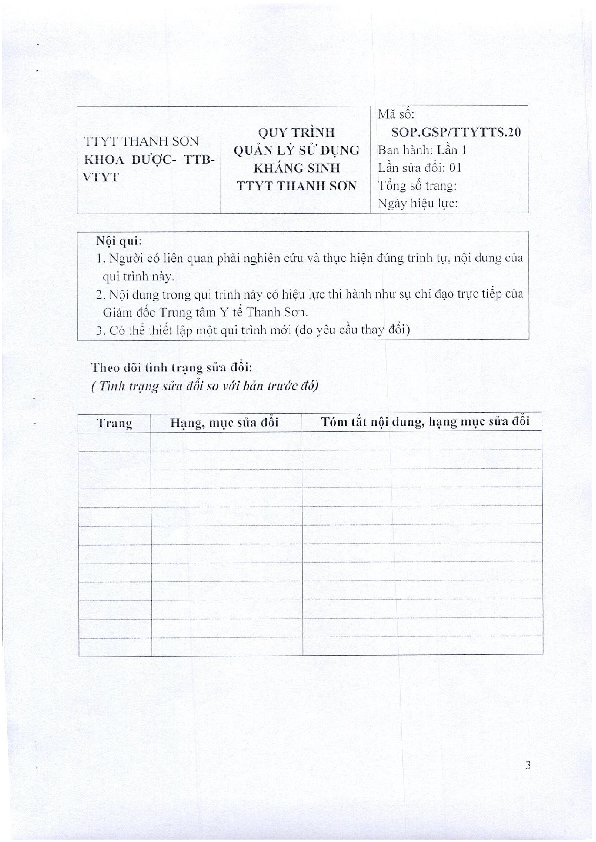 TTYT THANH SƠN
KHOA DƯỢC- TTB-
VTYT
QUY TRÌNH
QUẢN LÝ SỬ DỤNG
KHÁNG SINH
TTYT THANH SƠN
Mã số:
SOP.GSP/TTYTTS.20
Ban hành: Lần 1
Lần sửa đổi: 01
Tổng số trang:
Ngày hiệu lực:
Nội qui:
1. Người có liên quan phải nghiên cứu và thực hiện đúng trình tự, nội dung của
qui trình này.
2. Nội dung trong qui trình này có hiệu lực thi hành như sự chỉ đạo trực tiếp của
Giám đốc Trung tâm Y tế Thanh Sơn.
3. Có thể thiết lập một qui trình mới (do yêu cầu thay đổi)
Theo dõi tình trạng sửa đổi:
( Tình trạng sửa đổi so với bản trước đó)
Trang Hạng, mục sửa đổi Tóm tắt nội dung, hạng mục sửa đổi
3